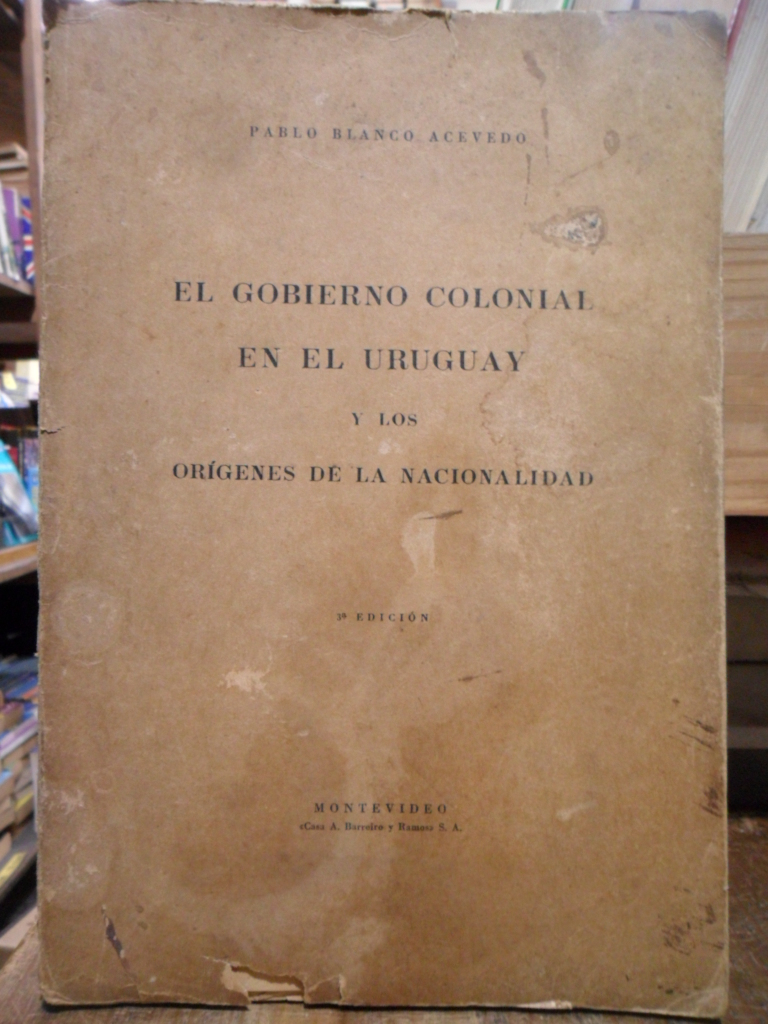 PABLO BLANCO ACEVEDO
EL GOBIERNO COLONIAL
EN EL URUGUAY
Y LOS
ORÍGENES DE LA NACIONALIDAD
3ª EDICIÓN
MONTEVIDEO
«Casa A. Barreiro y Ramos» S. A.